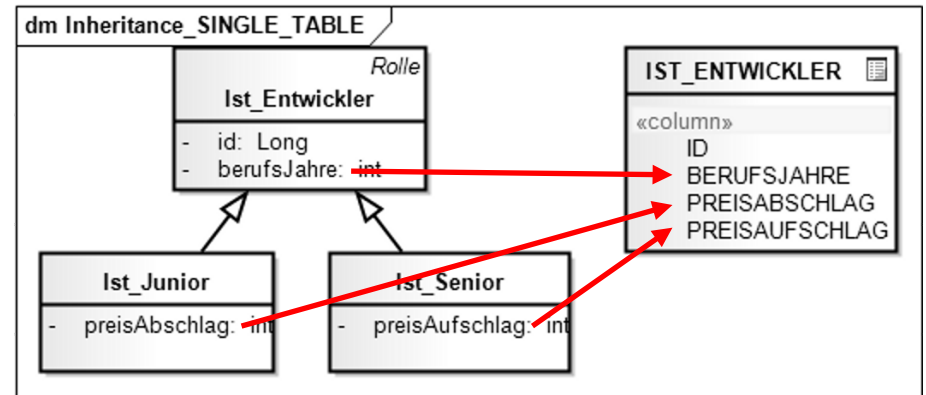 dm Inheritance_SINGLE_TABLE
Rolle
Ist_Entwickler
- id: Long
- berufsJahre: int
Ist_Junior
- preisAbschlag: int
Ist_Senior
- preisAufschlag: int
IST_ENTWICKLER
«column»
ID
BERUFSJAHRE
PREISABSCHLAG
PREISAUFSCHLAG